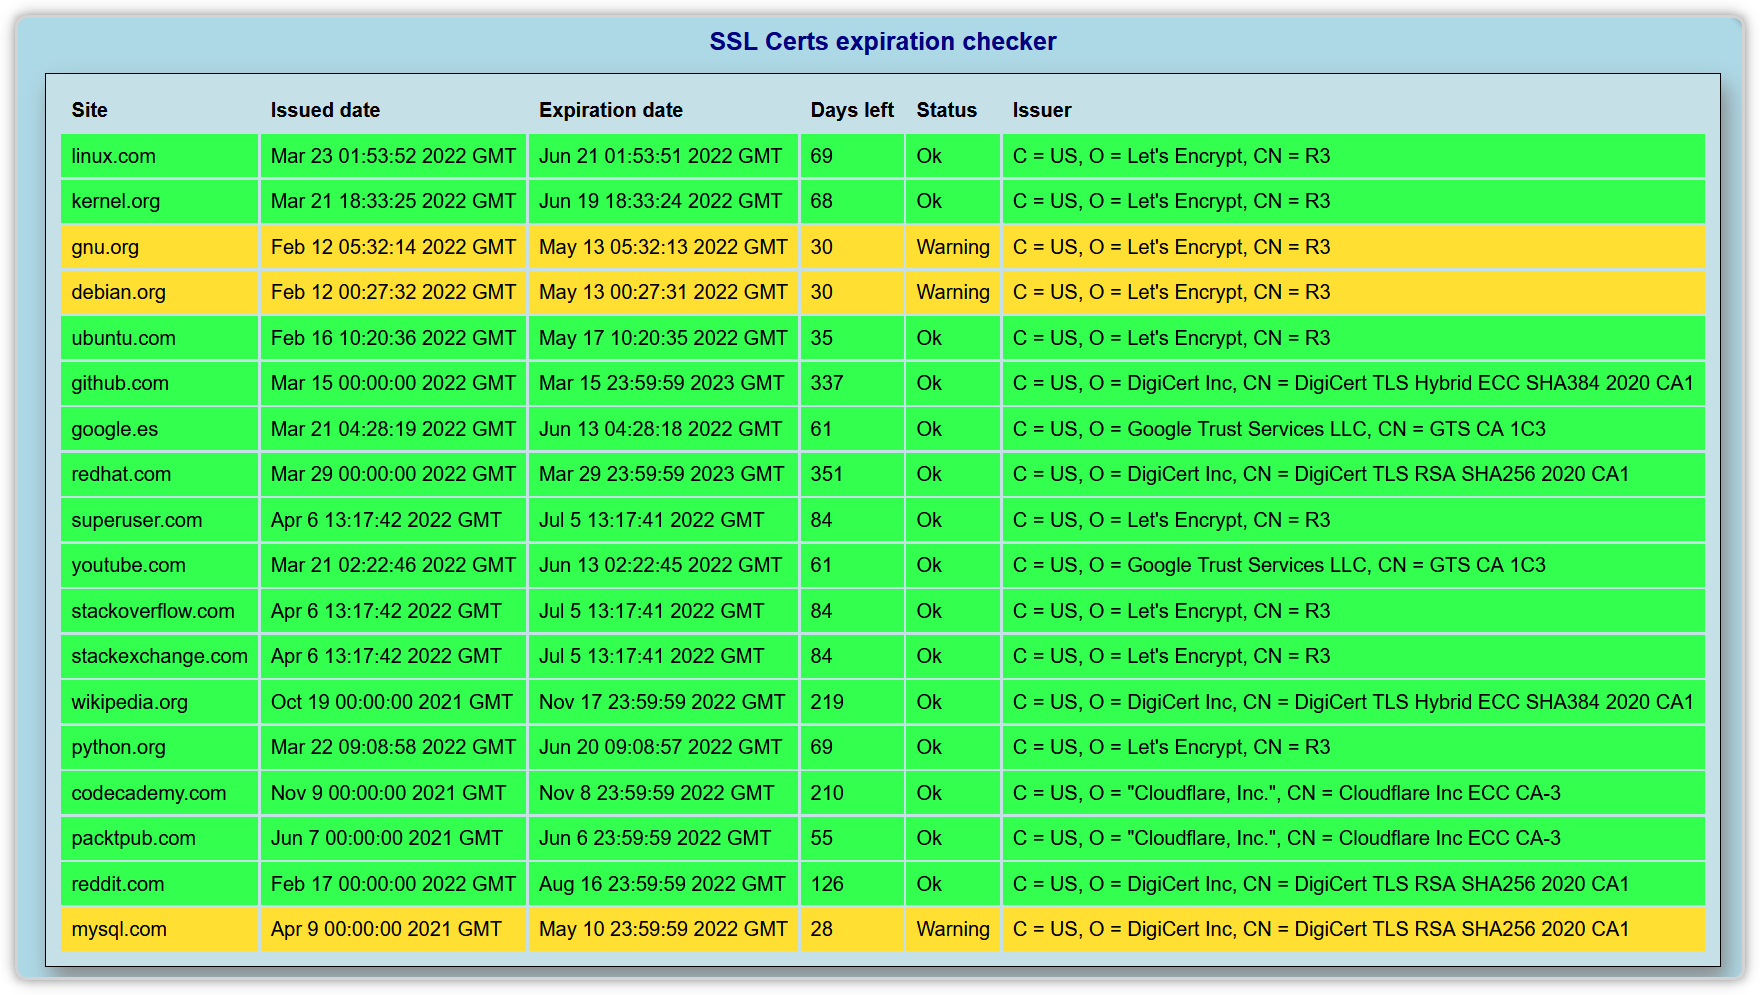 SSL Certs expiration checker
Site Issued date Expiration date Days left Status Issuer
linux.com Mar 23 01:53:52 2022 GMT Jun 21 01:53:51 2022 GMT 69 Ok C = US, O = Let's Encrypt, CN = R3
kernel.org Mar 21 18:33:25 2022 GMT Jun 19 18:33:24 2022 GMT 68 Ok C = US, O = Let's Encrypt, CN = R3
gnu.org Feb 12 05:32:14 2022 GMT May 13 05:32:13 2022 GMT 30 Warning C = US, O = Let's Encrypt, CN = R3
debian.org Feb 12 00:27:32 2022 GMT May 13 00:27:31 2022 GMT 30 Warning C = US, O = Let's Encrypt, CN = R3
ubuntu.com Feb 16 10:20:36 2022 GMT May 17 10:20:35 2022 GMT 35 Ok C = US, O = Let's Encrypt, CN = R3
github.com Mar 15 00:00:00 2022 GMT Mar 15 23:59:59 2023 GMT 337 Ok C = US, O = DigiCert Inc, CN = DigiCert TLS Hybrid ECC SHA384 2020 CA1
google.es Mar 21 04:28:19 2022 GMT Jun 13 04:28:18 2022 GMT 61 Ok C = US, O = Google Trust Services LLC, CN = GTS CA 1C3
redhat.com Mar 29 00:00:00 2022 GMT Mar 29 23:59:59 2023 GMT 351 Ok C = US, O = DigiCert Inc, CN = DigiCert TLS RSA SHA256 2020 CA1
superuser.com Apr 6 13:17:42 2022 GMT Jul 5 13:17:41 2022 GMT 84 Ok C = US, O = Let's Encrypt, CN = R3
youtube.com Mar 21 02:22:46 2022 GMT Jun 13 02:22:45 2022 GMT 61 Ok C = US, O = Google Trust Services LLC, CN = GTS CA 1C3
stackoverflow.com Apr 6 13:17:42 2022 GMT Jul 5 13:17:41 2022 GMT 84 Ok C = US, O = Let's Encrypt, CN = R3
stackexchange.com Apr 6 13:17:42 2022 GMT Jul 5 13:17:41 2022 GMT 84 Ok C = US, O = Let's Encrypt, CN = R3
wikipedia.org Oct 19 00:00:00 2021 GMT Nov 17 23:59:59 2022 GMT 219 Ok C = US, O = DigiCert Inc, CN = DigiCert TLS Hybrid ECC SHA384 2020 CA1
python.org Mar 22 09:08:58 2022 GMT Jun 20 09:08:57 2022 GMT 69 Ok C = US, O = Let's Encrypt, CN = R3
codecademy.com Nov 9 00:00:00 2021 GMT Nov 8 23:59:59 2022 GMT 210 Ok C = US, O = "Cloudflare, Inc.", CN = Cloudflare Inc ECC CA-3
packtpub.com Jun 7 00:00:00 2021 GMT Jun 6 23:59:59 2022 GMT 55 Ok C = US, O = "Cloudflare, Inc.", CN = Cloudflare Inc ECC CA-3
reddit.com Feb 17 00:00:00 2022 GMT Aug 16 23:59:59 2022 GMT 126 Ok C = US, O = DigiCert Inc, CN = DigiCert TLS RSA SHA256 2020 CA1
mysql.com Apr 9 00:00:00 2021 GMT May 10 23:59:59 2022 GMT 28 Warning C = US, O = DigiCert Inc, CN = DigiCert TLS RSA SHA256 2020 CA1